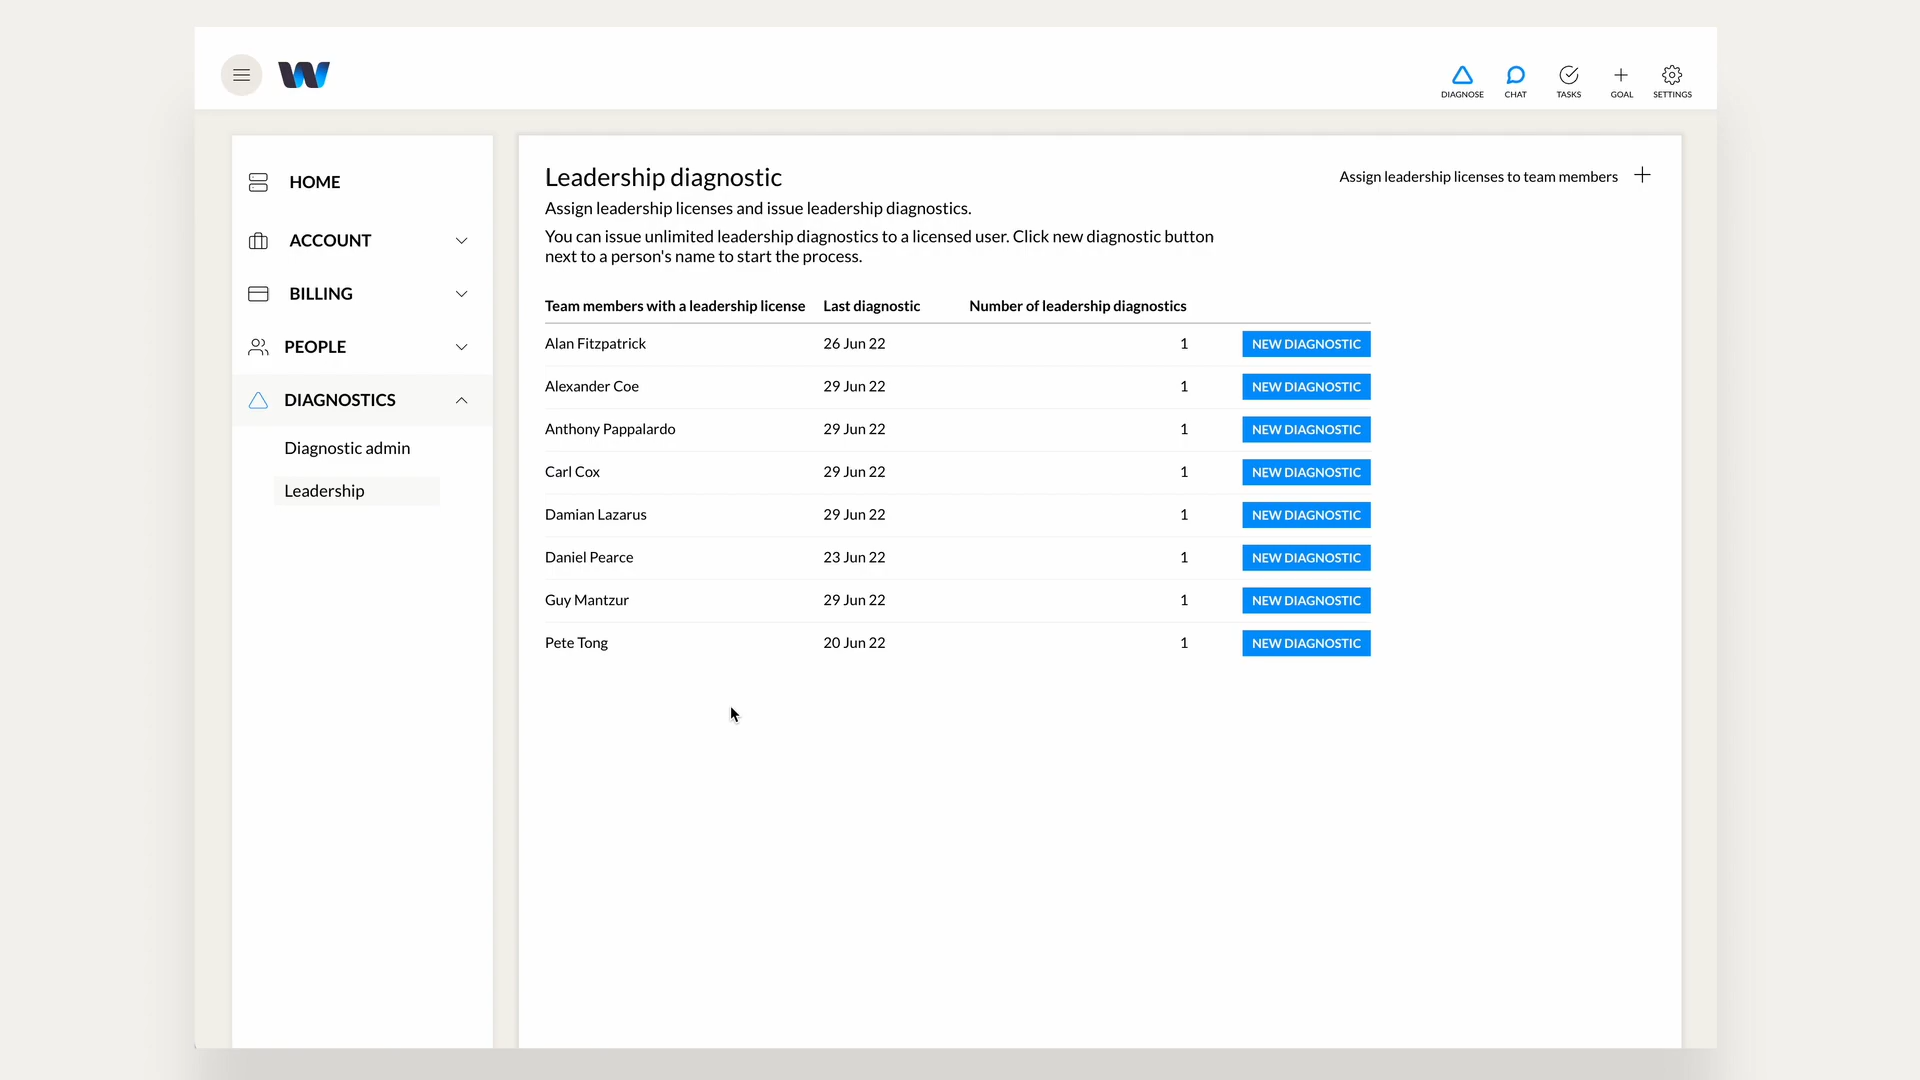 W
DIAGNOSE CHAT TASKS GOAL SETTINGS
HOME
ACCOUNT
BILLING
PEOPLE
DIAGNOSTICS
Diagnostic admin
Leadership
Leadership diagnostic
Assign leadership licenses to team members
Assign leadership licenses and issue leadership diagnostics.
You can issue unlimited leadership diagnostics to a licensed user. Click new diagnostic button
next to a person's name to start the process.
Team members with a leadership license Last diagnostic Number of leadership diagnostics
Alan Fitzpatrick 26 Jun 22 1 NEW DIAGNOSTIC
Alexander Coe 29 Jun 22 1 NEW DIAGNOSTIC
Anthony Pappalardo 29 Jun 22 1 NEW DIAGNOSTIC
Carl Cox 29 Jun 22 1 NEW DIAGNOSTIC
Damian Lazarus 29 Jun 22 1 NEW DIAGNOSTIC
Daniel Pearce 23 Jun 22 1 NEW DIAGNOSTIC
Guy Mantzur 29 Jun 22 1 NEW DIAGNOSTIC
Pete Tong 20 Jun 22 1 NEW DIAGNOSTIC